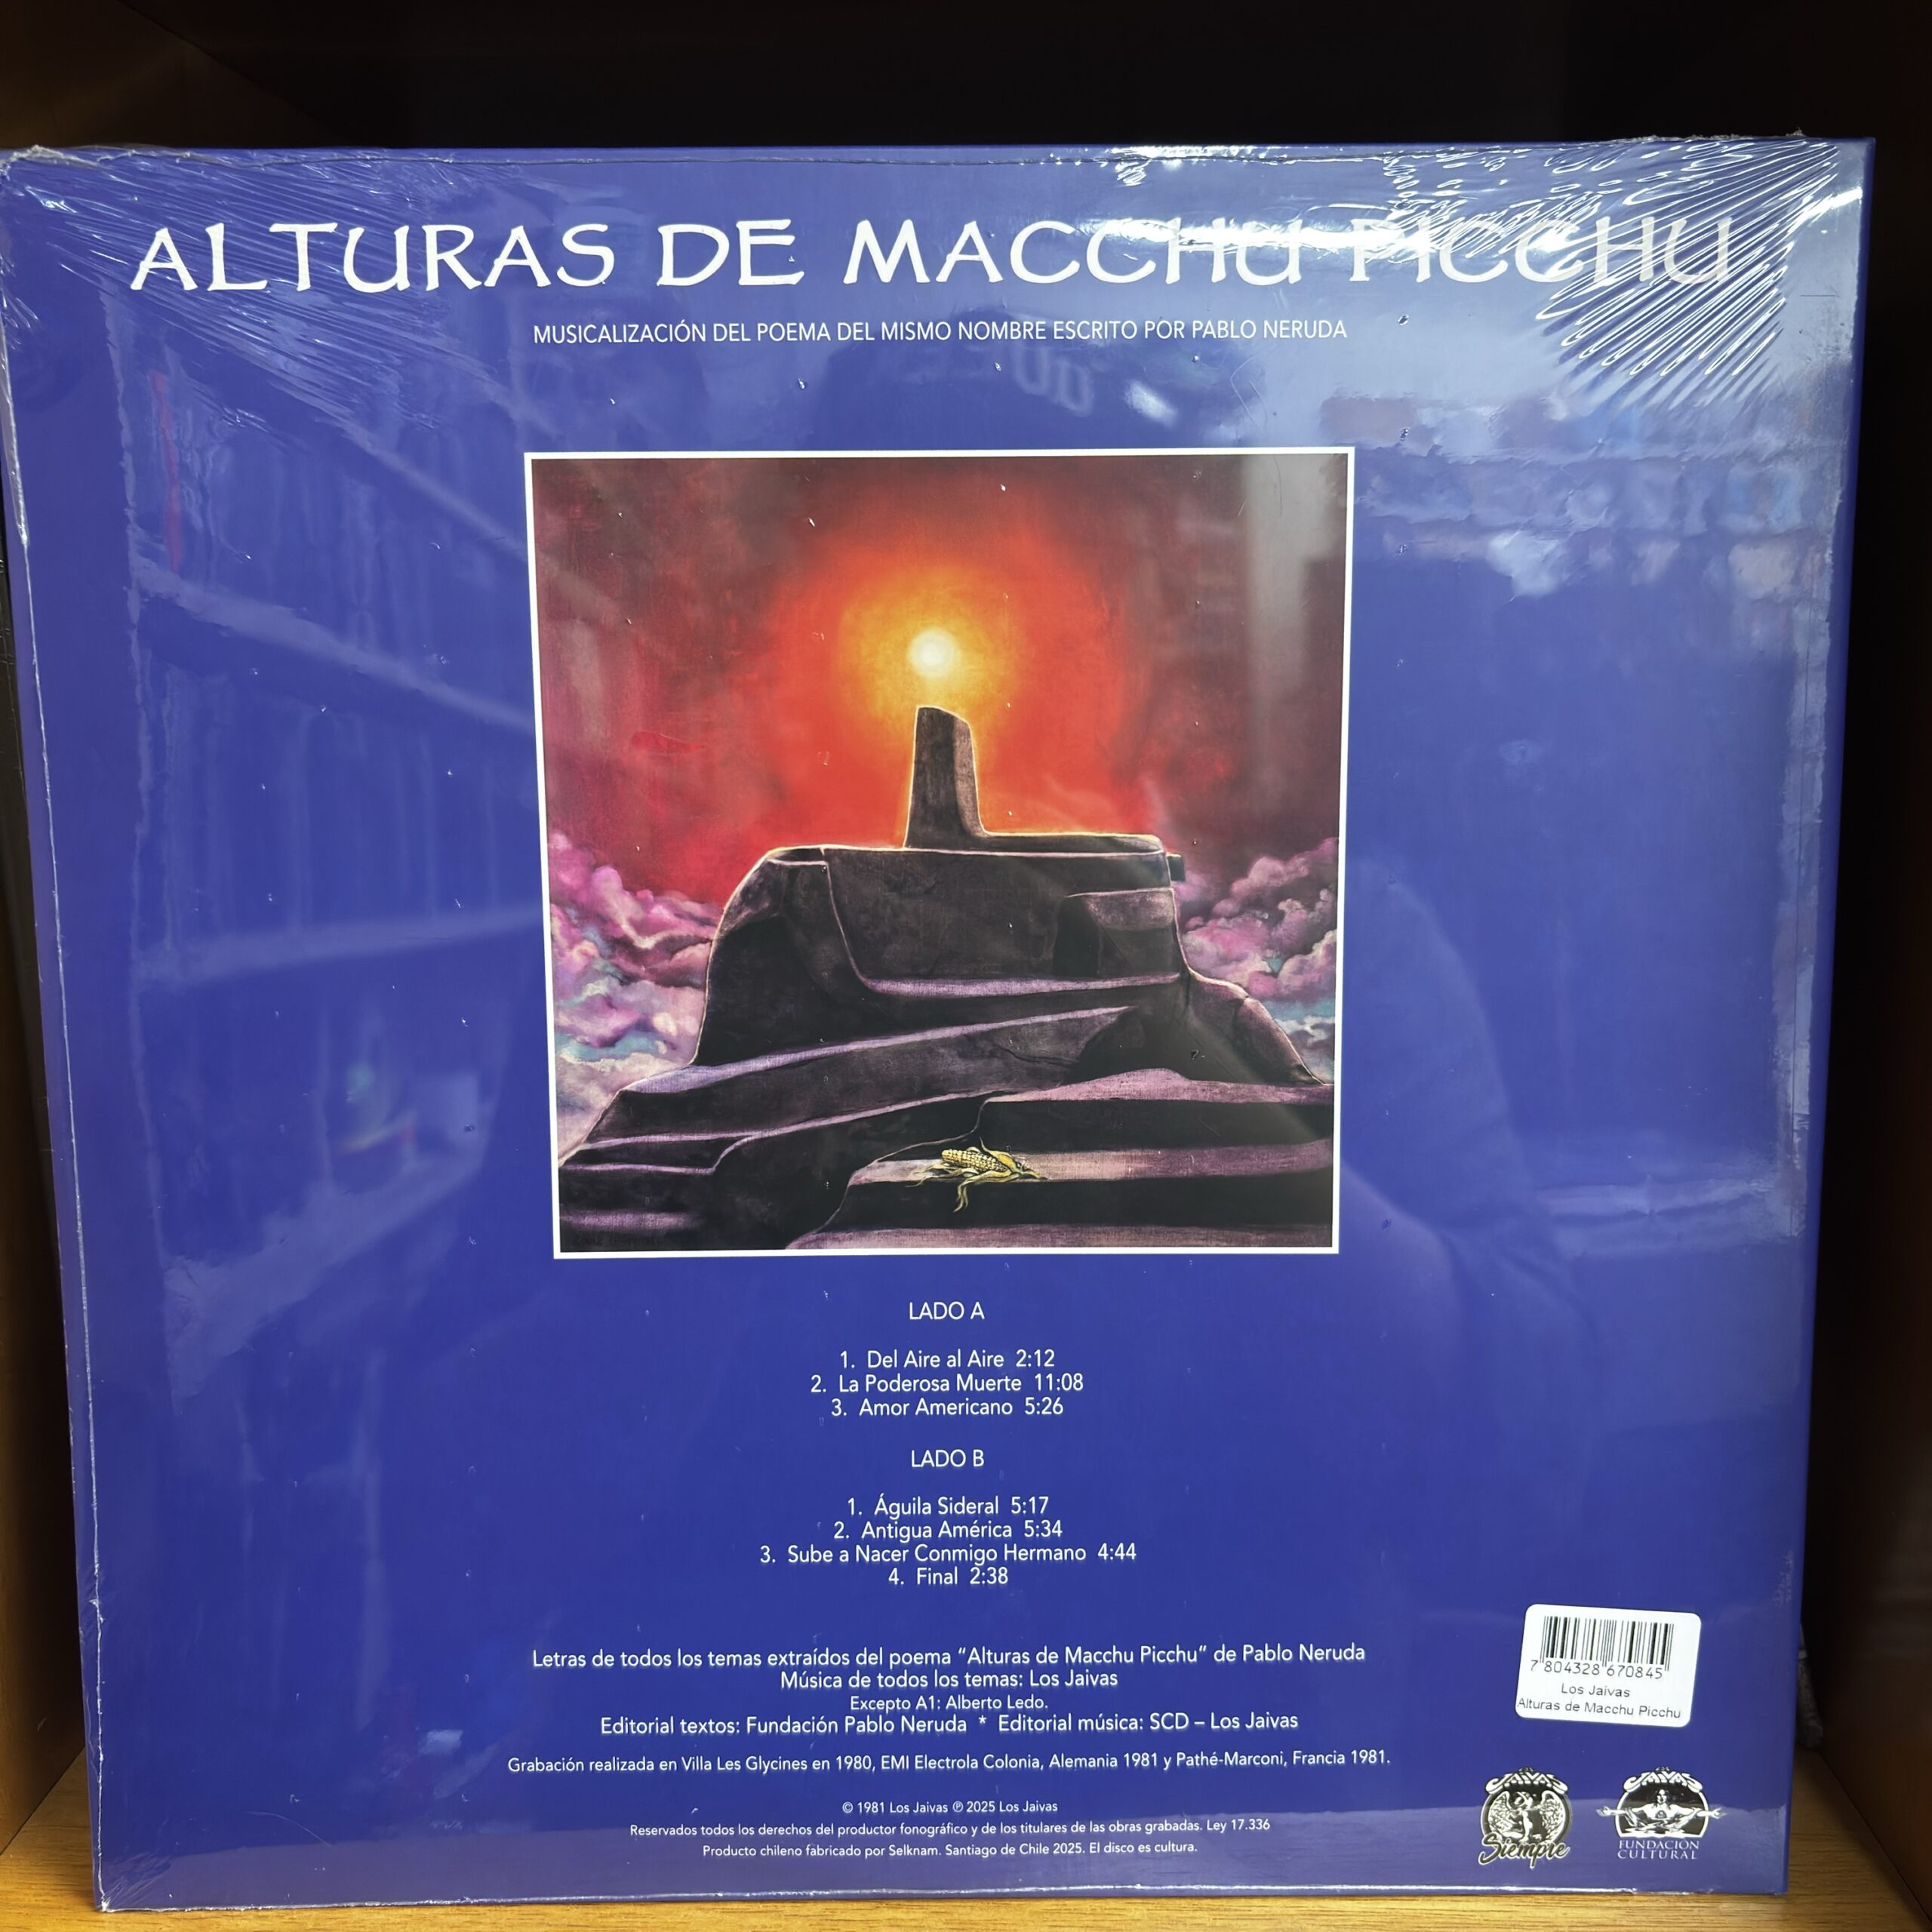 ALTURAS DE MACCHU PICCHU
MUSICALIZACIÓN DEL POEMA DEL MISMO NOMBRE ESCRITO POR PABLO NERUDA
LADO A
1. Del Aire al Aire 2:12
2. La Poderosa Muerte 11:08
3. Amor Americano 5:26
LADO B
1. Águila Sideral 5:17
2. Antigua América 5:34
3. Sube a Nacer Conmigo Hermano 4:44
4. Final 2:38
Letras de todos los temas extraídos del poema "Alturas de Macchu Picchu" de Pablo Neruda
Música de todos los temas: Los Jaivas
Excepto A1: Alberto Ledo.
Editorial textos: Fundación Pablo Neruda * Editorial música: SCD – Los Jaivas
Grabación realizada en Villa Les Glycines en 1980, EMI Electrola Colonia, Alemania 1981 y Pathé-Marconi, Francia 1981.
© 1981 Los Jaivas ℗ 2025 Los Jaivas
Reservados todos los derechos del productor fonográfico y de los titulares de las obras grabadas. Ley 17.336
Producto chileno fabricado por Selknam. Santiago de Chile 2025. El disco es cultura.
7 804328 670845
Los Jaivas
Alturas de Macchu Picchu
JAIVAS
Siempre
JAIVAS
FUNDACION
CULTURAL